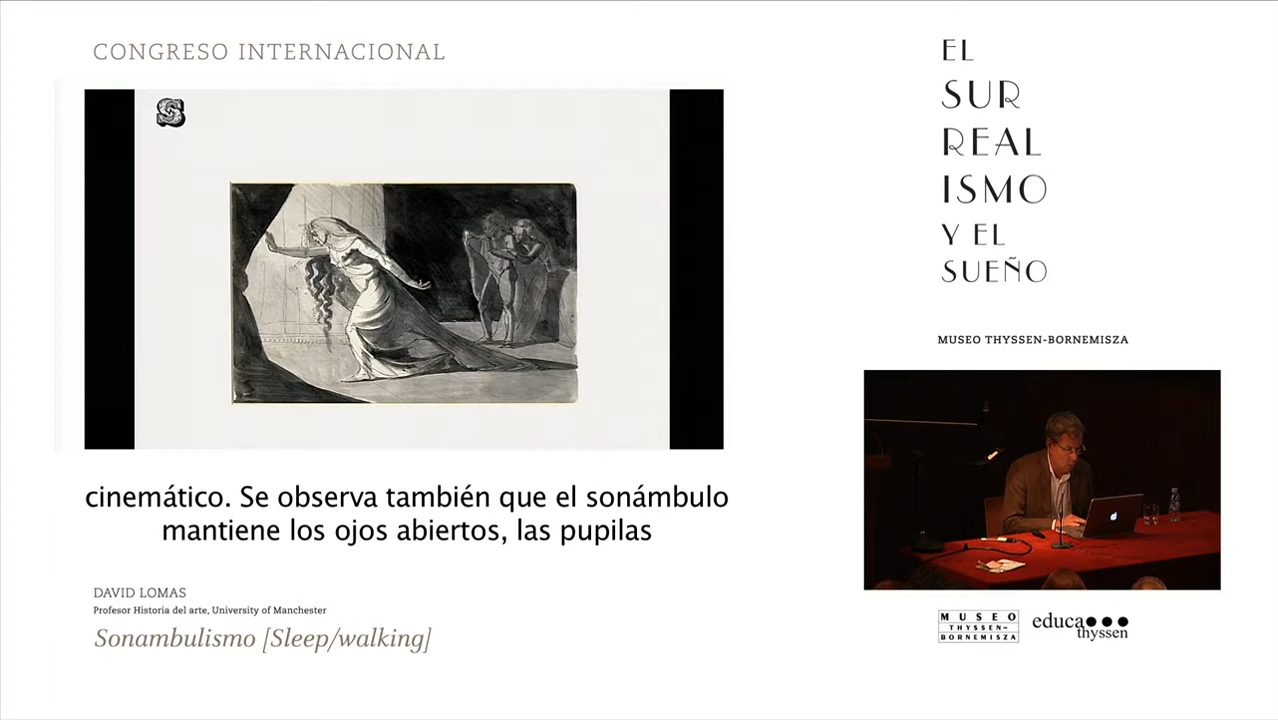 CONGRESO INTERNACIONAL
S
cinemático. Se observa también que el sonámbulo
mantiene los ojos abiertos, las pupilas
DAVID LOMAS
Profesor Historia del arte, University of Manchester
Sonambulismo [Sleep/walking]
EL
SUR
REAL
ISMO
Y EL
SUEÑO
MUSEO THYSSEN-BORNEMISZA
MUSEO
THYSSEN-
BORNEMISZA
educa
thyssen